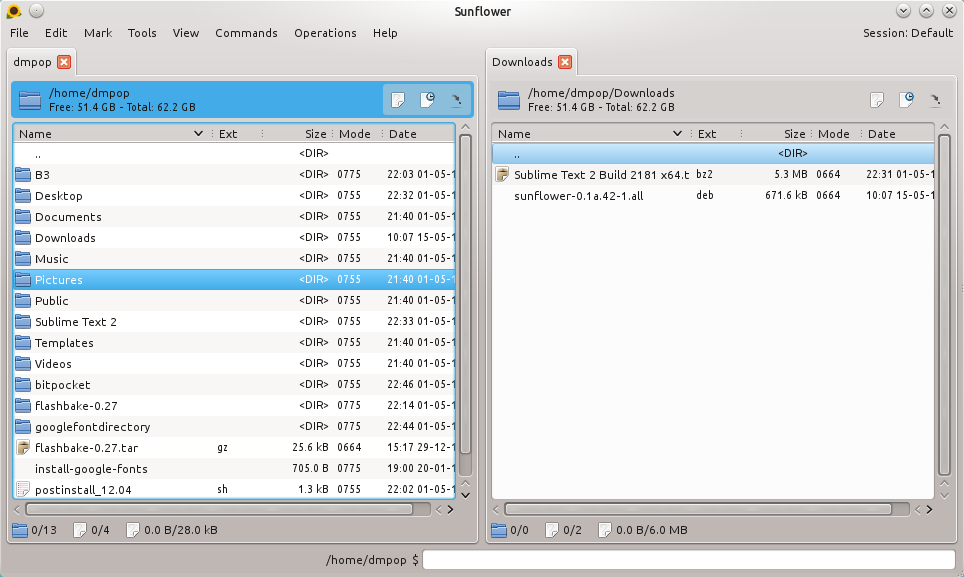 Sunflower
File Edit Mark Tools View Commands Operations Help Session: Default
dmpop
/home/dmpop
Free: 51.4 GB - Total: 62.2 GB
Name Ext Size Mode Date
.. <DIR>
B3 <DIR> 0775 22:03 01-05-1
Desktop <DIR> 0755 22:32 01-05-1
Documents <DIR> 0755 21:40 01-05-1
Downloads <DIR> 0755 10:07 15-05-1
Music <DIR> 0755 21:40 01-05-1
Pictures <DIR> 0755 21:40 01-05-1
Public <DIR> 0755 21:40 01-05-1
Sublime Text 2 <DIR> 0755 22:33 01-05-1
Templates <DIR> 0755 21:40 01-05-1
Videos <DIR> 0755 21:40 01-05-1
bitpocket <DIR> 0755 22:46 01-05-1
flashbake-0.27 <DIR> 0775 22:14 01-05-1
googlefontdirectory <DIR> 0775 22:44 01-05-1
flashbake-0.27.tar gz 25.6 kB 0664 15:17 29-12-1
install-google-fonts 705.0 B 0775 19:00 20-01-1
postinstall_12.04 sh 1.3 kB 0755 22:02 01-05-1
0/13 0/4 0.0 B/28.0 kB
Downloads
/home/dmpop/Downloads
Free: 51.4 GB - Total: 62.2 GB
Name Ext Size Mode Date
.. <DIR>
Sublime Text 2 Build 2181 x64.t bz2 5.3 MB 0664 22:31 01-05-1
sunflower-0.1a.42-1.all deb 671.6 kB 0664 10:07 15-05-1
0/0 0/2 0.0 B/6.0 MB
/home/dmpop $